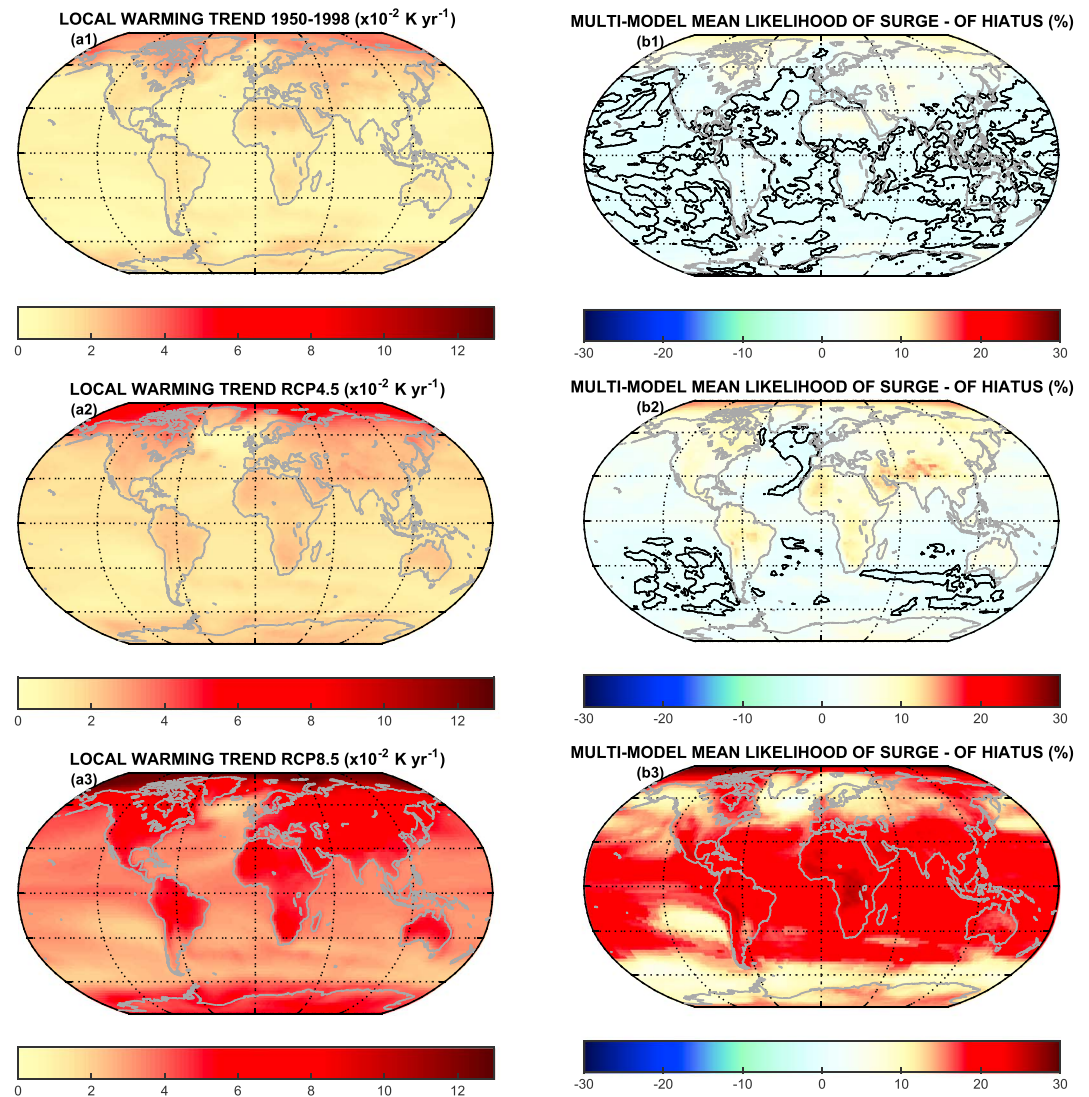 LOCAL WARMING TREND 1950-1998 (x10-2 K yr-1)
(a1)
0 2 4 6 8 10 12
MULTI-MODEL MEAN LIKELIHOOD OF SURGE - OF HIATUS (%)
(b1)
-30 -20 -10 0 10 20 30
LOCAL WARMING TREND RCP4.5 (x10-2 K yr-1)
(a2)
0 2 4 6 8 10 12
MULTI-MODEL MEAN LIKELIHOOD OF SURGE - OF HIATUS (%)
(b2)
-30 -20 -10 0 10 20 30
LOCAL WARMING TREND RCP8.5 (x10-2 K yr-1)
(a3)
0 2 4 6 8 10 12
MULTI-MODEL MEAN LIKELIHOOD OF SURGE - OF HIATUS (%)
(b3)
-30 -20 -10 0 10 20 30